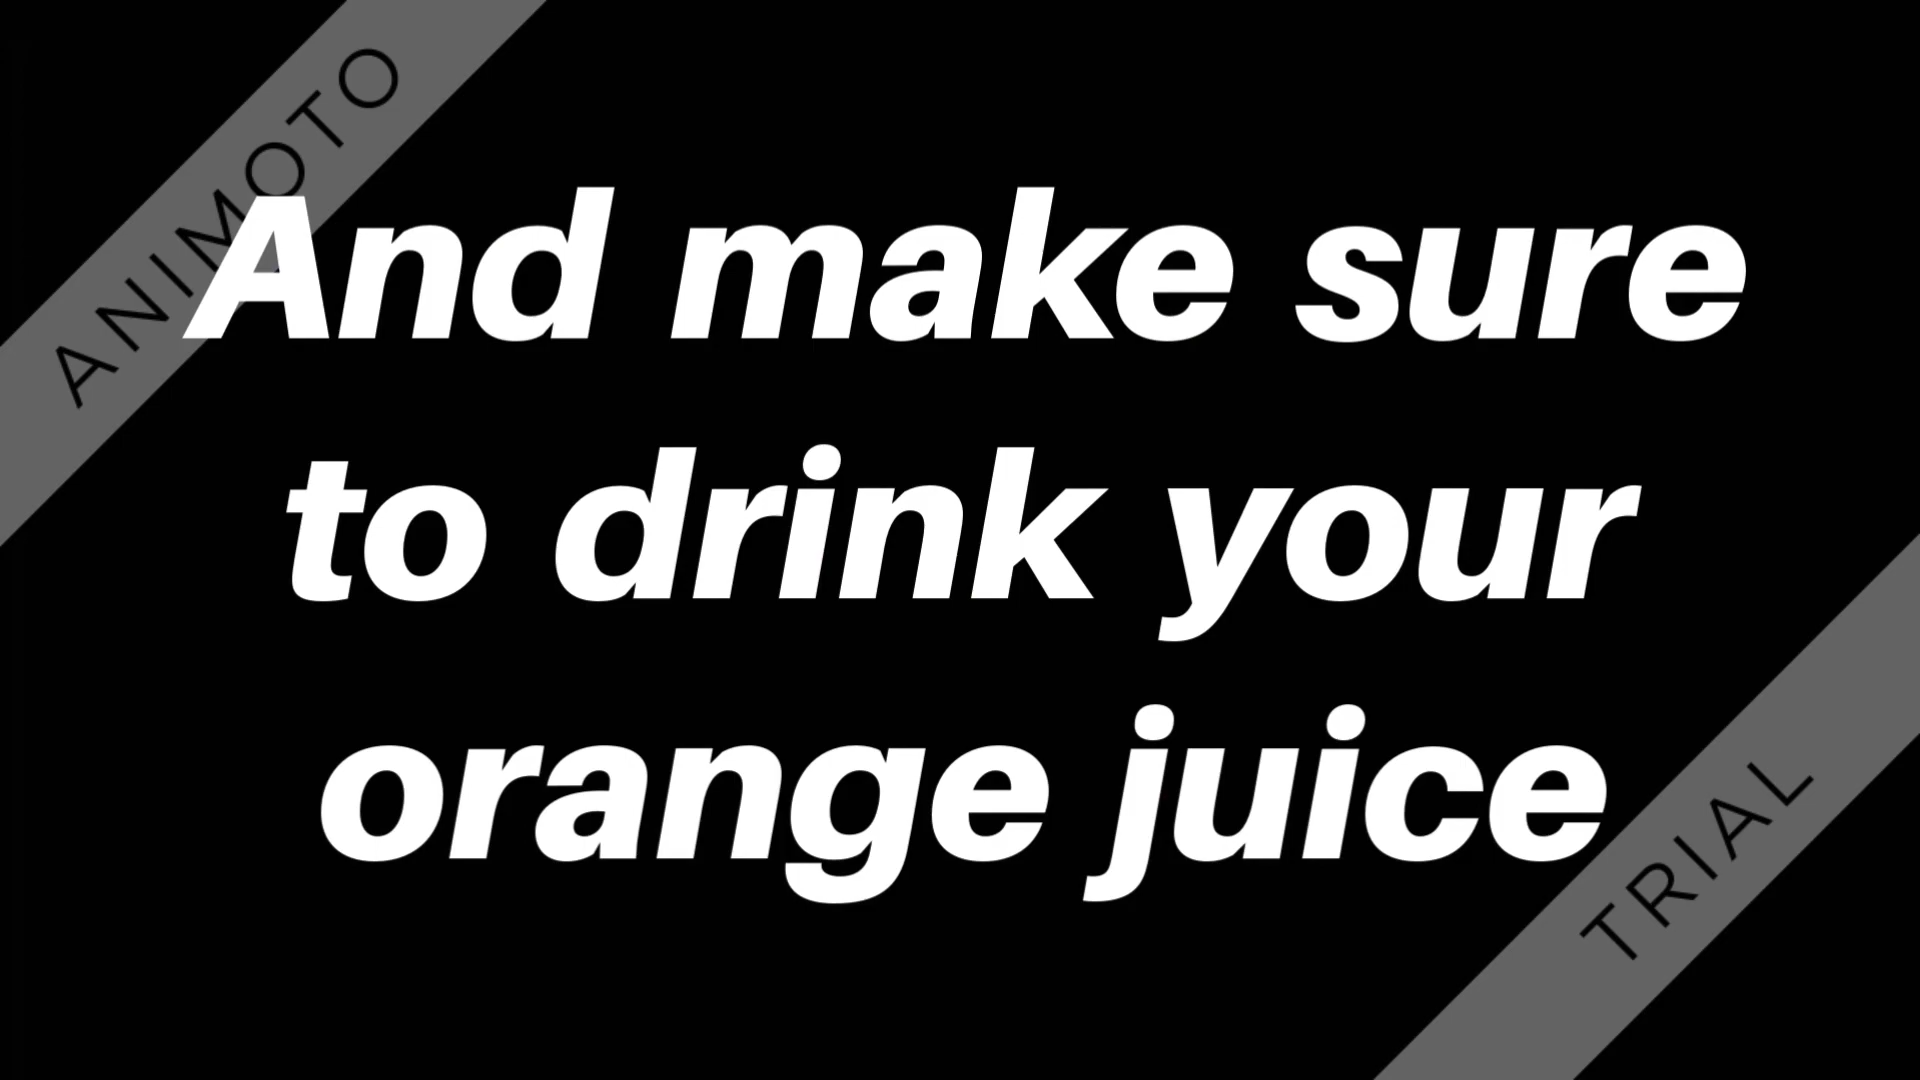 ANIMOTO
And make sure
to drink your
orange juice
TRIAL